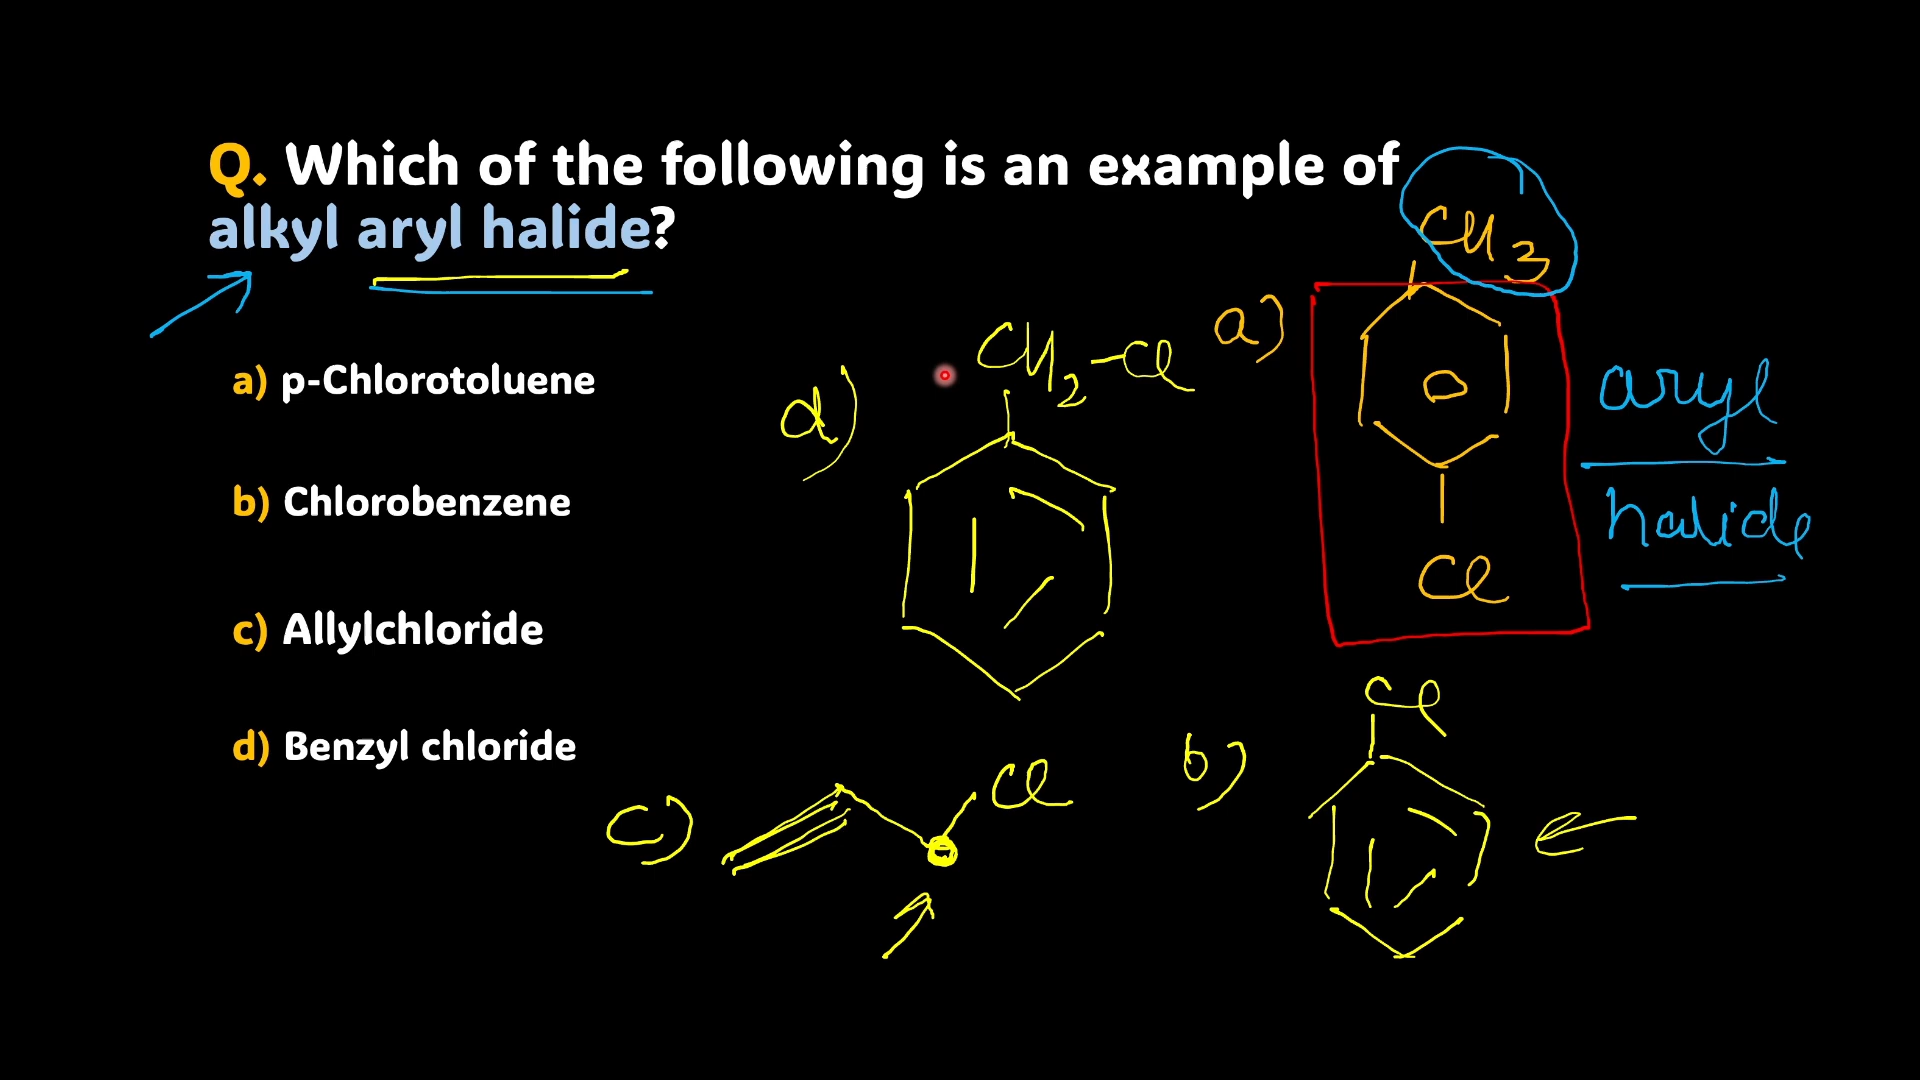 Q. Which of the following is an example of
alkyl aryl halide?
a) p-Chlorotoluene
b) Chlorobenzene
c) Allylchloride
d) Benzyl chloride
CH3
a)
Cl
aryl
halide
d)
CH2-Cl
c)
Cl
b)
Cl